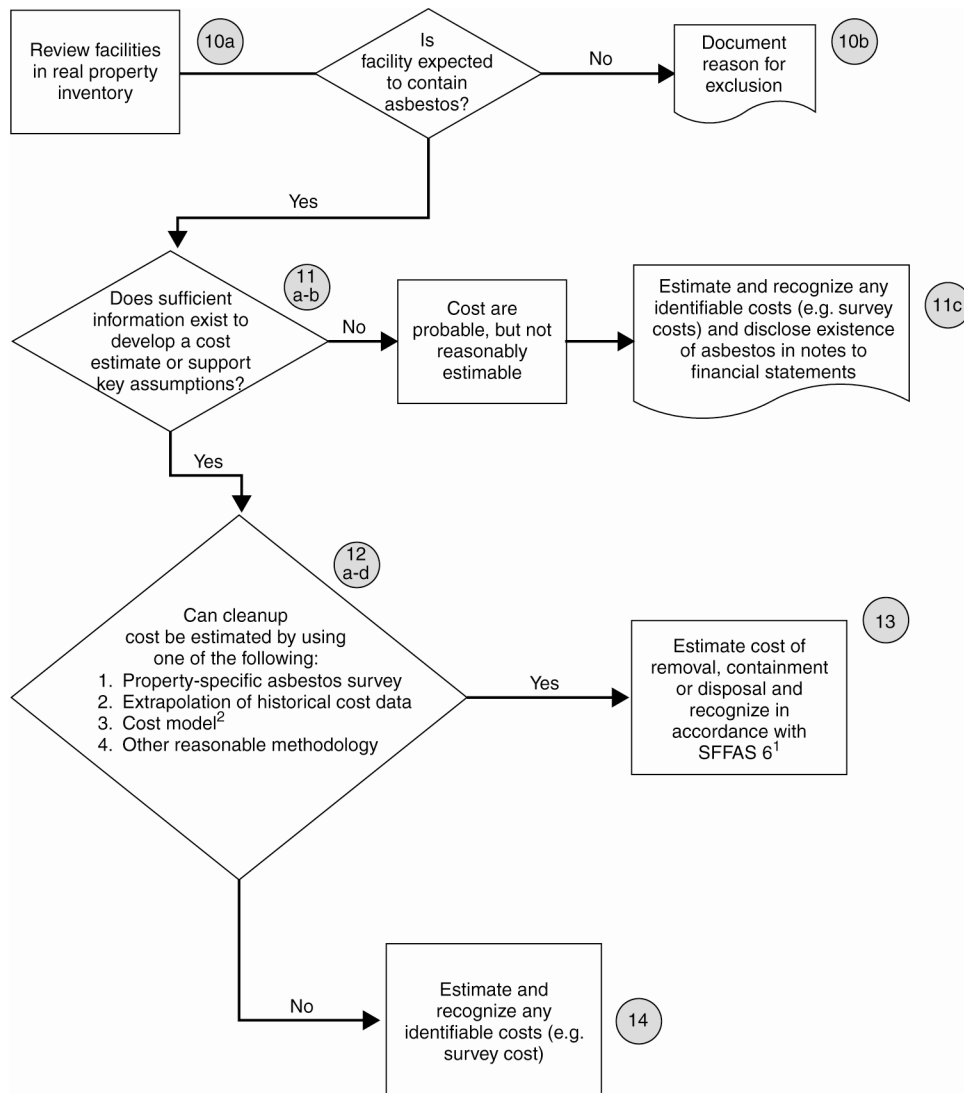 Review facilities
in real property
inventory
10a
Is
facility expected
to contain
asbestos?
No
Document
reason for
exclusion
10b
Yes
Does sufficient
information exist to
develop a cost
estimate or support
key assumptions?
11
a-b
No
Cost are
probable, but not
reasonably
estimable
Estimate and recognize any
identifiable costs (e.g. survey
costs) and disclose existence
of asbestos in notes to
financial statements
11c
Yes
12
a-d
Can cleanup
cost be estimated by using
one of the following:
1. Property-specific asbestos survey
2. Extrapolation of historical cost data
3. Cost model²
4. Other reasonable methodology
Yes
13
Estimate cost of
removal, containment
or disposal and
recognize in
accordance with
SFFAS 6¹
No
Estimate and
recognize any
identifiable costs (e.g.
survey cost)
14